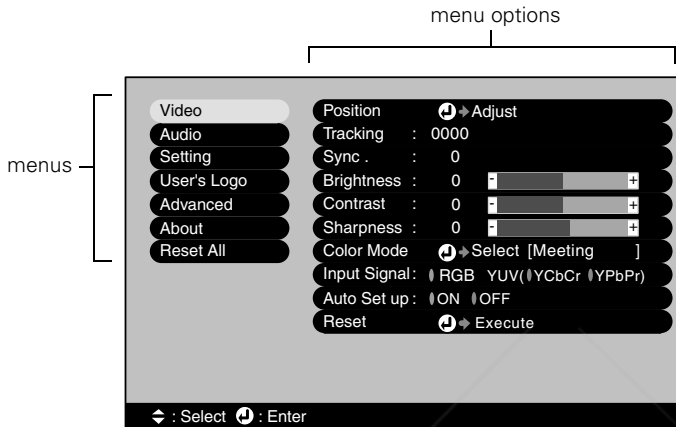 menu options
menus
Video
Audio
Setting
User's Logo
Advanced
About
Reset All
Position Adjust
Tracking : 0000
Sync . : 0
Brightness : 0 - +
Contrast : 0 - +
Sharpness : 0 - +
Color Mode Select [Meeting ]
Input Signal : RGB YUV( YCbCr YPbPr)
Auto Set up : ON OFF
Reset Execute
: Select : Enter